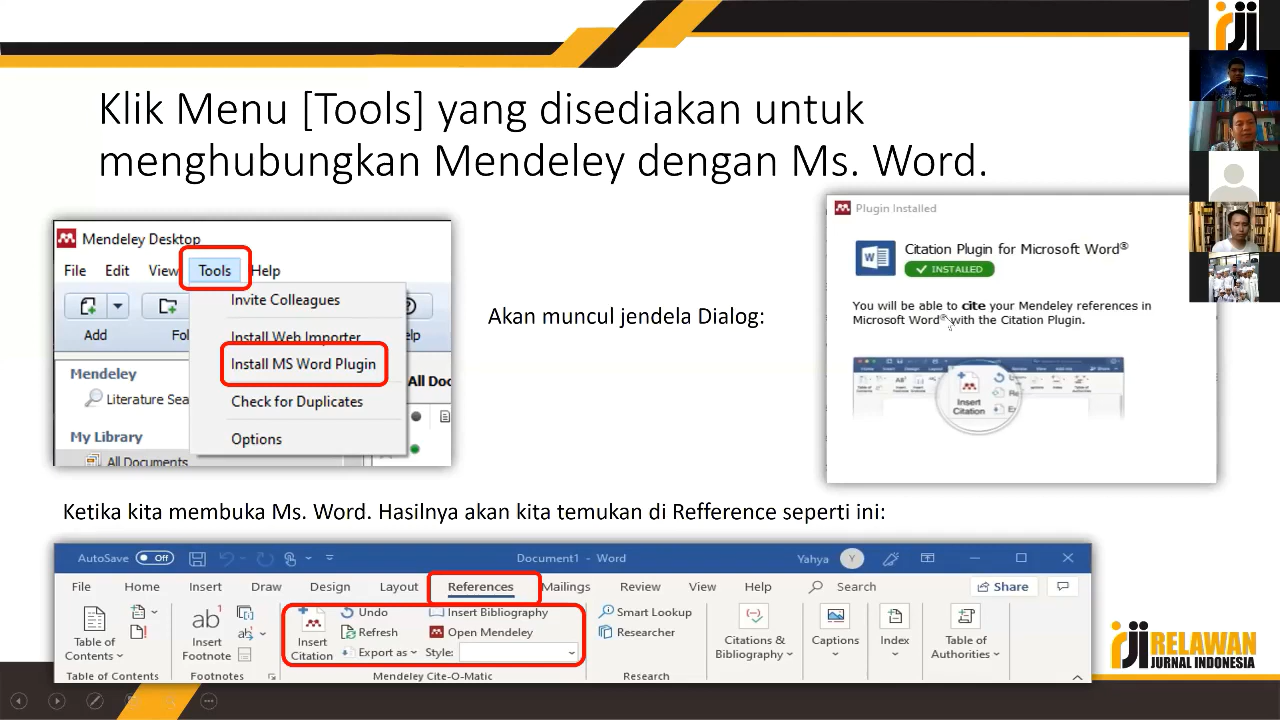 Klik Menu [Tools] yang disediakan untuk
menghubungkan Mendeley dengan Ms. Word.
Mendeley Desktop
File Edit View Tools Help
Invite Colleagues
Install Web Importer
Install MS Word Plugin
Check for Duplicates
Options
Add
Mendeley
Literature Sea
My Library
All Documents
All Doc
Akan muncul jendela Dialog:
Plugin Installed
Citation Plugin for Microsoft Word®
INSTALLED
You will be able to cite your Mendeley references in
Microsoft Word® with the Citation Plugin.
Insert
Citation
Ketika kita membuka Ms. Word. Hasilnya akan kita temukan di Refference seperti ini:
AutoSave Off Document1 - Word Yahya Y
File Home Insert Draw Design Layout References Mailings Review View Help Search Share
Table of
Contents
Table of Contents
ab
Insert
Footnote
Footnotes
Insert
Citation
Undo
Refresh
Export as
Insert Bibliography
Open Mendeley
Style:
Mendeley Cite-O-Matic
Smart Lookup
Researcher
Research
Citations &
Bibliography
Captions
Index
Table of
Authorities
rji RELAWAN
JURNAL INDONESIA
rji